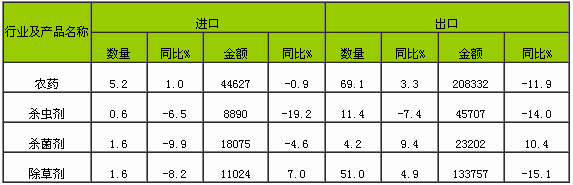 行业及产品名称 进口 出口
数量 同比% 金额 同比% 数量 同比% 金额 同比%
农药 5.2 1.0 44627 -0.9 69.1 3.3 208332 -11.9
杀虫剂 0.6 -6.5 8890 -19.2 11.4 -7.4 45707 -14.0
杀菌剂 1.6 -9.9 18075 -4.6 4.2 9.4 23202 10.4
除草剂 1.6 -8.2 11024 7.0 51.0 4.9 133757 -15.1